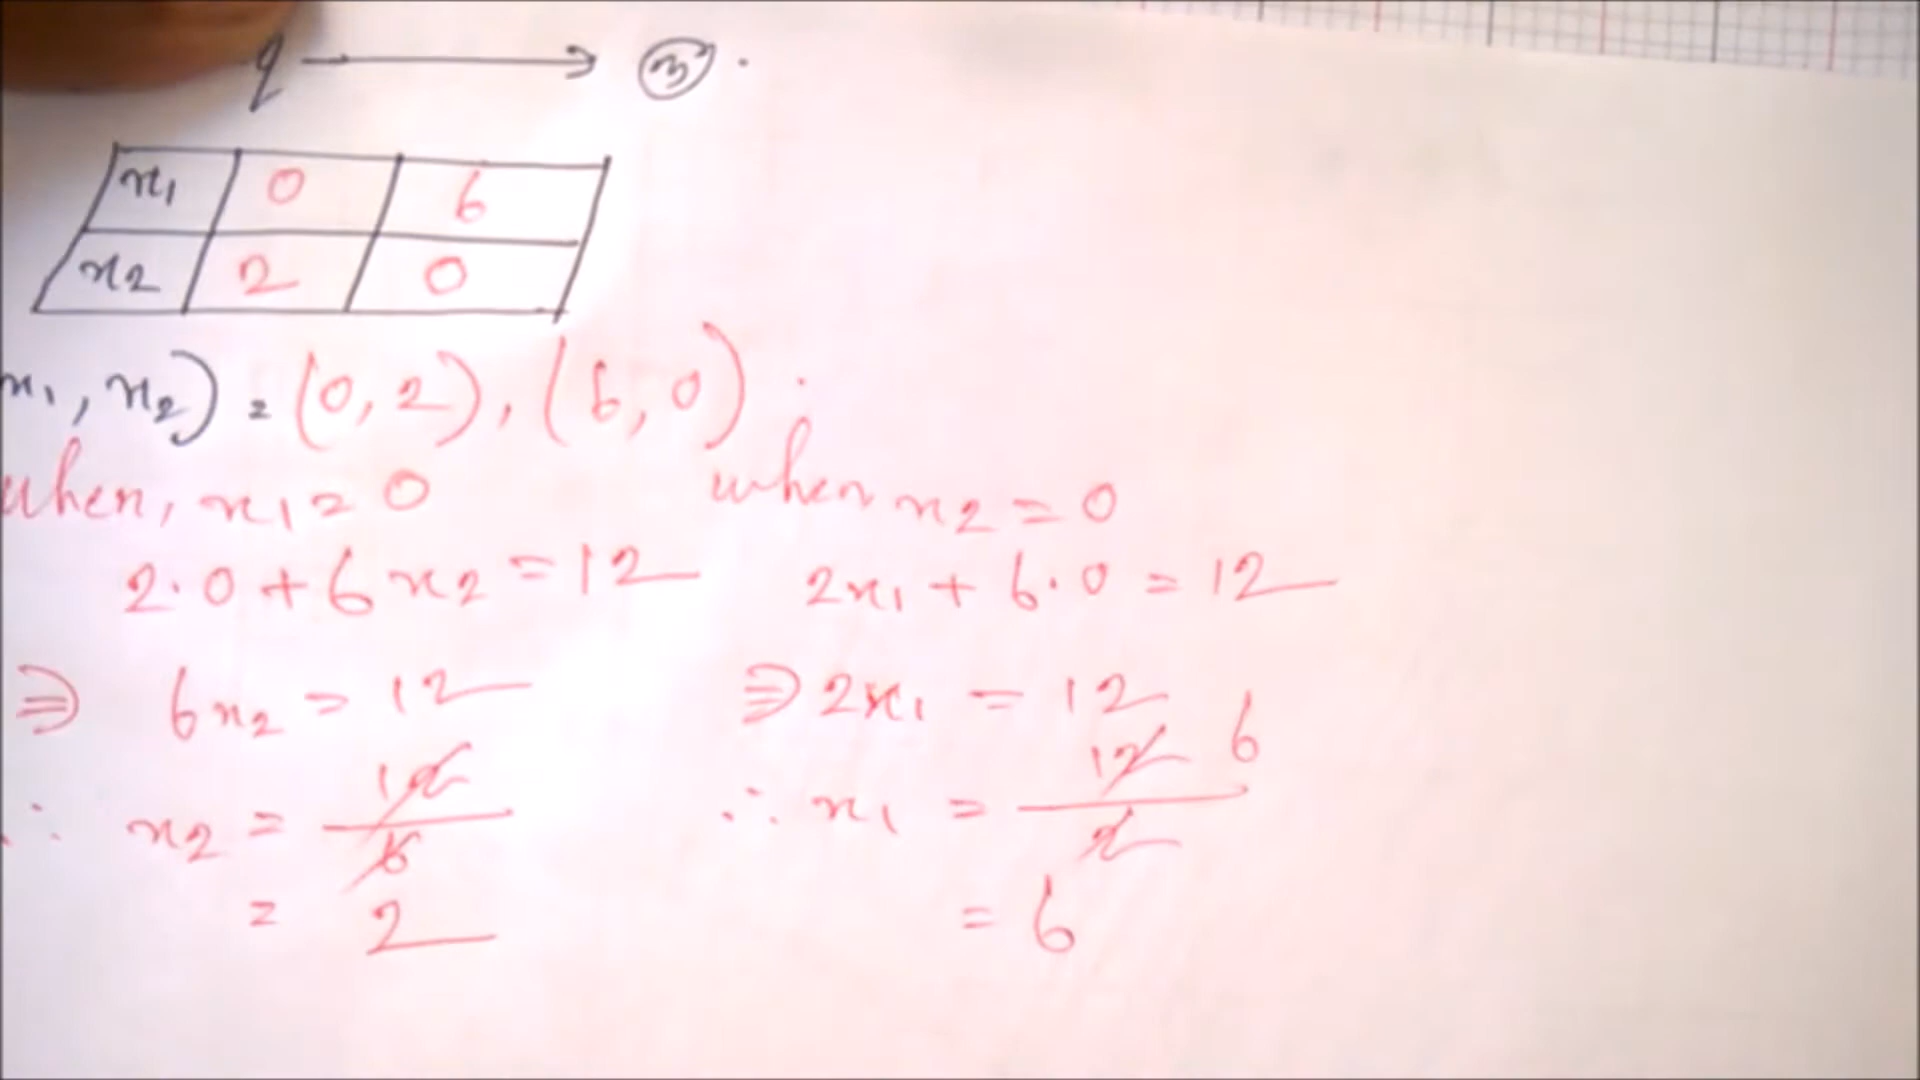 q → (3).
x1 0 6
x2 2 0
x1, x2) = (0, 2), (6, 0).
when, x1 = 0
2·0 + 6x2 = 12
⇒ 6x2 = 12
∴ x2 = 12/6
= 2
when x2 = 0
2x1 + 6·0 = 12
⇒ 2x1 = 12
∴ x1 = 12/2 6
= 6